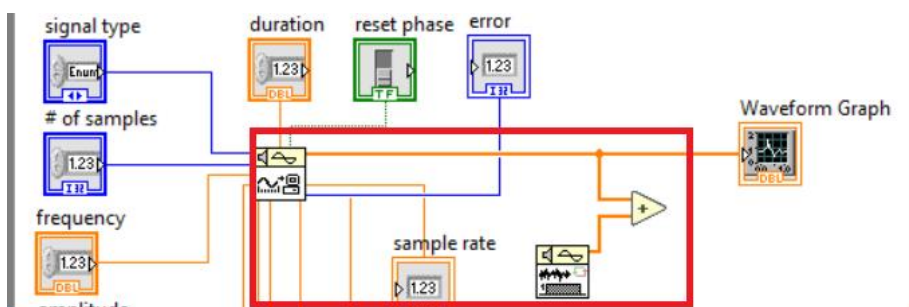 signal type
duration
reset phase
error
Enum
1.23
DBL
TF
1.23
I32
# of samples
Waveform Graph
1.23
I32
DBL
frequency
1.23
DBL
sample rate
1.23
+